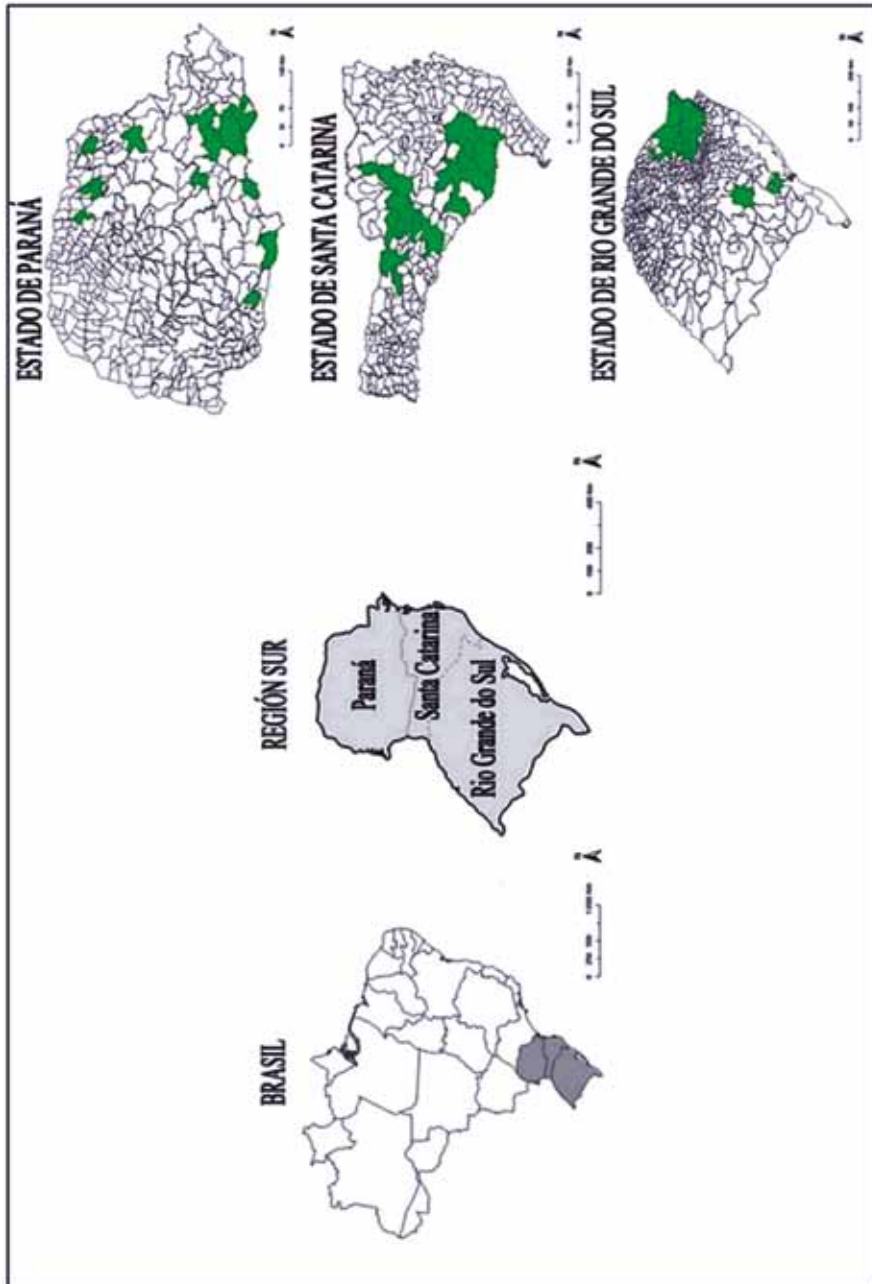 BRASIL
REGIÓN SUR
Paraná
Santa Catarina
Rio Grande do Sul
ESTADO DE PARANÁ
ESTADO DE SANTA CATARINA
ESTADO DE RIO GRANDE DO SUL